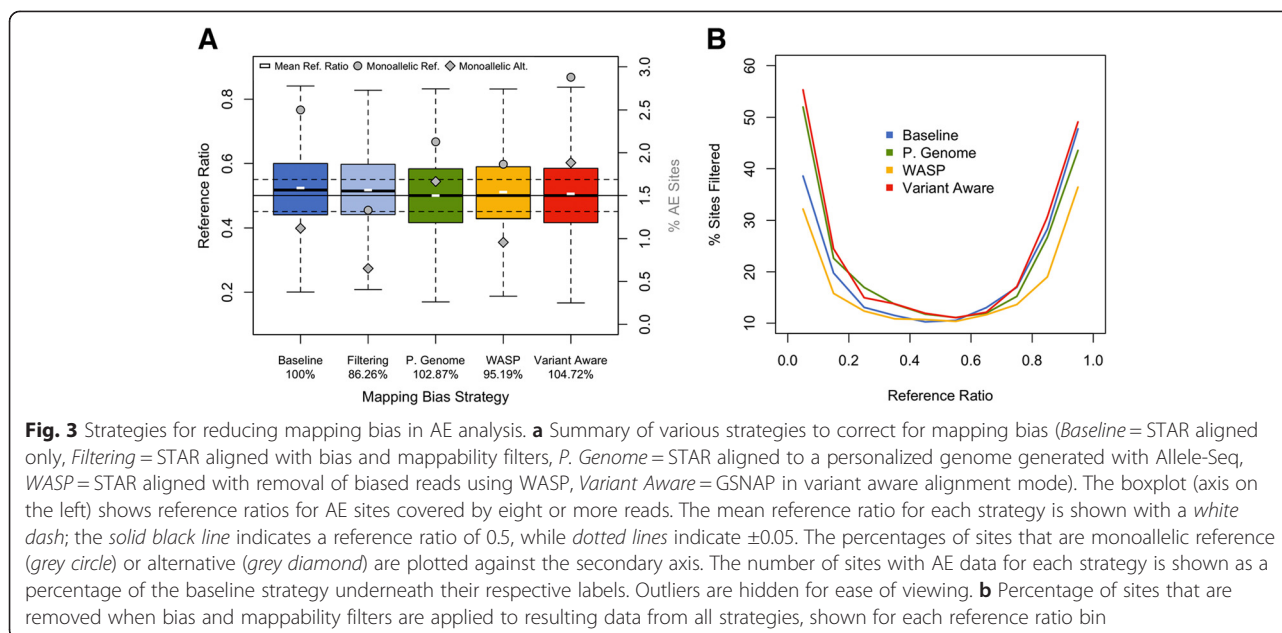 A
B
Mean Ref. Ratio Monoallelic Ref. Monoallelic Alt.
Reference Ratio
0.8
0.6
0.4
0.2
3.0
2.5
2.0
1.5
1.0
0.5
0.0
% AE Sites
Baseline Filtering P. Genome WASP Variant Aware
100% 86.26% 102.87% 95.19% 104.72%
Mapping Bias Strategy
% Sites Filtered
60
50
40
30
20
10
Baseline
P. Genome
WASP
Variant Aware
0.0 0.2 0.4 0.6 0.8 1.0
Reference Ratio
Fig. 3 Strategies for reducing mapping bias in AE analysis. a Summary of various strategies to correct for mapping bias (Baseline = STAR aligned
only, Filtering = STAR aligned with bias and mappability filters, P. Genome = STAR aligned to a personalized genome generated with Allele-Seq,
WASP = STAR aligned with removal of biased reads using WASP, Variant Aware = GSNAP in variant aware alignment mode). The boxplot (axis on
the left) shows reference ratios for AE sites covered by eight or more reads. The mean reference ratio for each strategy is shown with a white
dash; the solid black line indicates a reference ratio of 0.5, while dotted lines indicate ±0.05. The percentages of sites that are monoallelic reference
(grey circle) or alternative (grey diamond) are plotted against the secondary axis. The number of sites with AE data for each strategy is shown as a
percentage of the baseline strategy underneath their respective labels. Outliers are hidden for ease of viewing. b Percentage of sites that are
removed when bias and mappability filters are applied to resulting data from all strategies, shown for each reference ratio bin